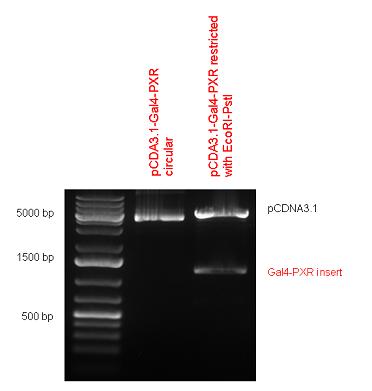 pCDA3.1-Gal4-PXR
circular
pCDA3.1-Gal4-PXR restricted
with EcoRI-PstI
5000 bp
pCDNA3.1
1500 bp
Gal4-PXR insert
500 bp